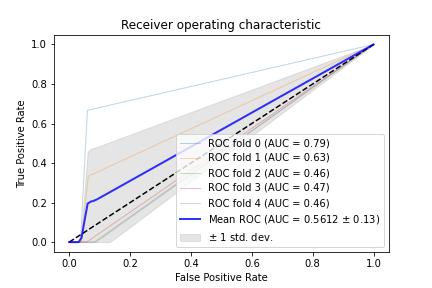 Receiver operating characteristic
True Positive Rate
1.0
0.8
0.6
0.4
0.2
0.0
ROC fold 0 (AUC = 0.79)
ROC fold 1 (AUC = 0.63)
ROC fold 2 (AUC = 0.46)
ROC fold 3 (AUC = 0.47)
ROC fold 4 (AUC = 0.46)
Mean ROC (AUC = 0.5612 ± 0.13)
± 1 std. dev.
0.0 0.2 0.4 0.6 0.8 1.0
False Positive Rate